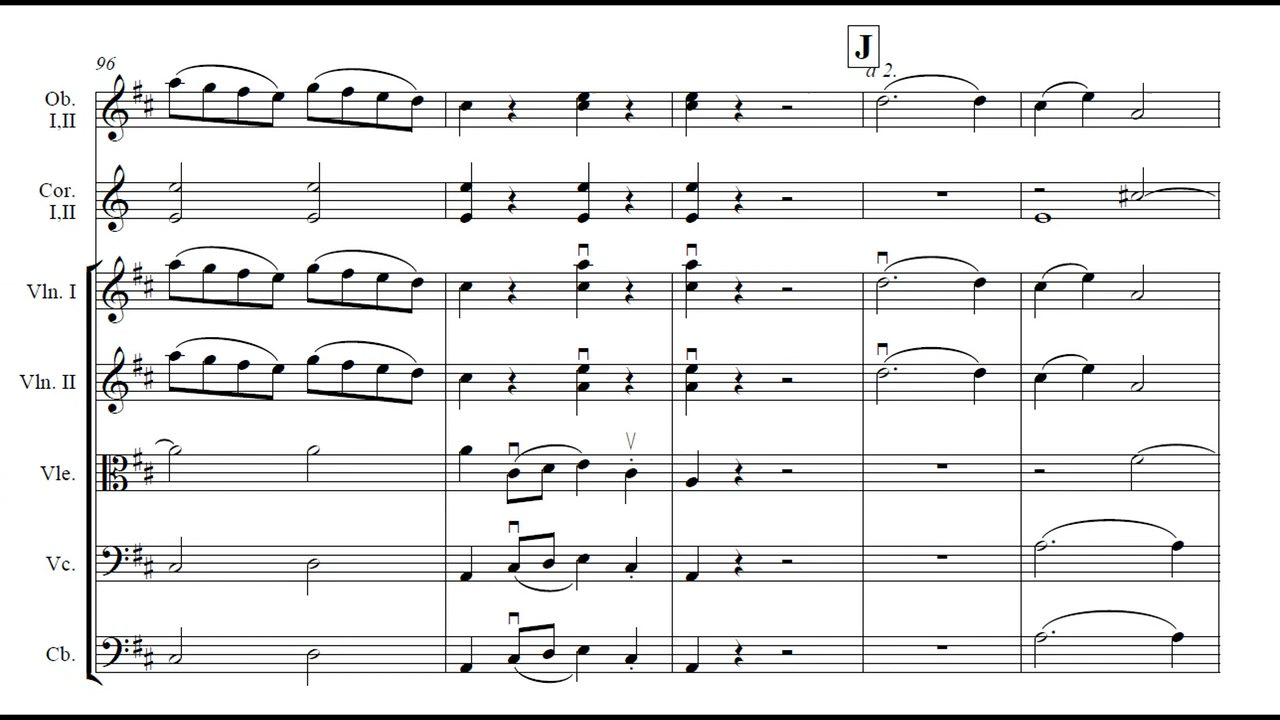 J
96
a 2.
Ob.
I,II
Cor.
I,II
Vln. I
Vln. II
Vle.
Vc.
Cb.